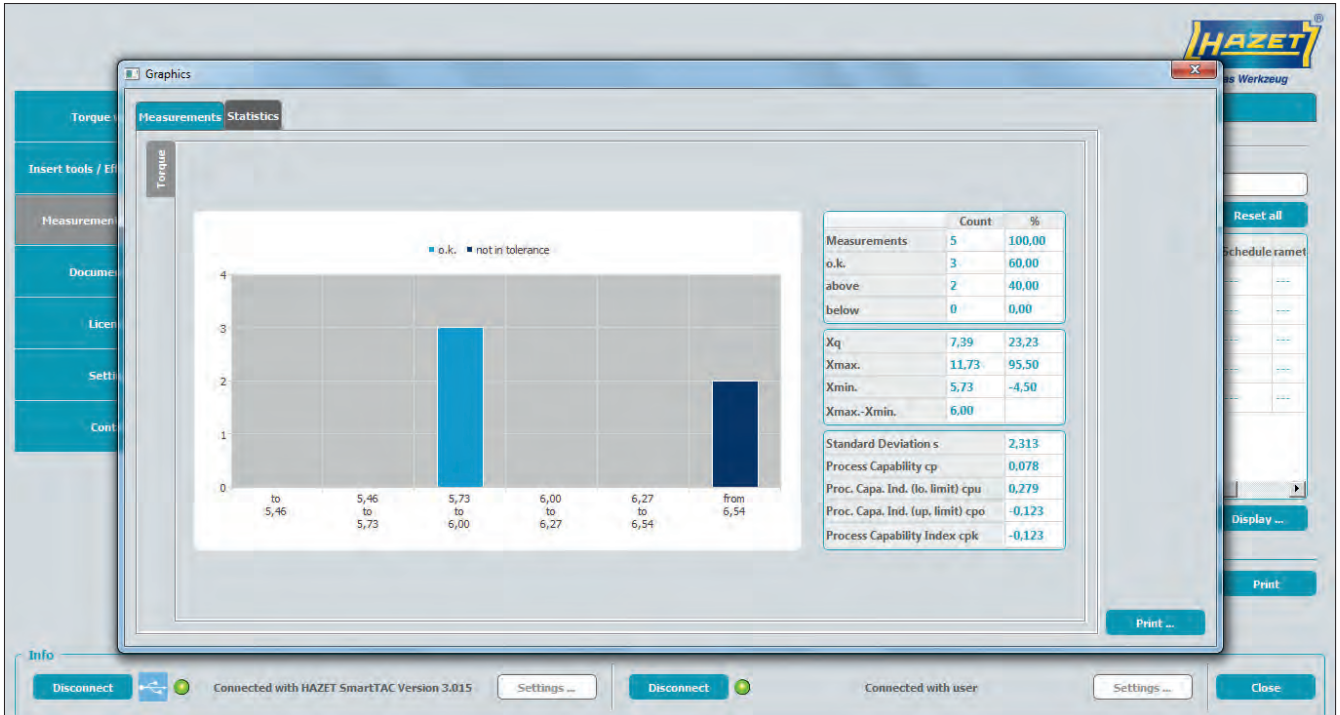 HAZET
®
as Werkzeug
Graphics
x
Measurements Statistics
Torque
Torque
Insert tools /
Measuremen
Docume
Licen
Setti
Cont
o.k. not in tolerance
4
3
2
1
0
to 5,46 5,73 6,00 6,27 from
5,46 to to to to 6,54
5,73 6,00 6,27 6,54
Count %
Measurements 5 100,00
o.k. 3 60,00
above 2 40,00
below 0 0,00
Xq 7,39 23,23
Xmax. 11,73 95,50
Xmin. 5,73 -4,50
Xmax.-Xmin. 6,00
Standard Deviation s 2,313
Process Capability cp 0,078
Proc. Capa. Ind. (lo. limit) cpu 0,279
Proc. Capa. Ind. (up. limit) cpo -0,123
Process Capability Index cpk -0,123
Print ...
Reset all
Schedule ramet
--- ---
--- ---
--- ---
--- ---
--- ---
Display ...
Print
Info
Disconnect Connected with HAZET SmartTAC Version 3.015 Settings ... Disconnect Connected with user Settings ... Close